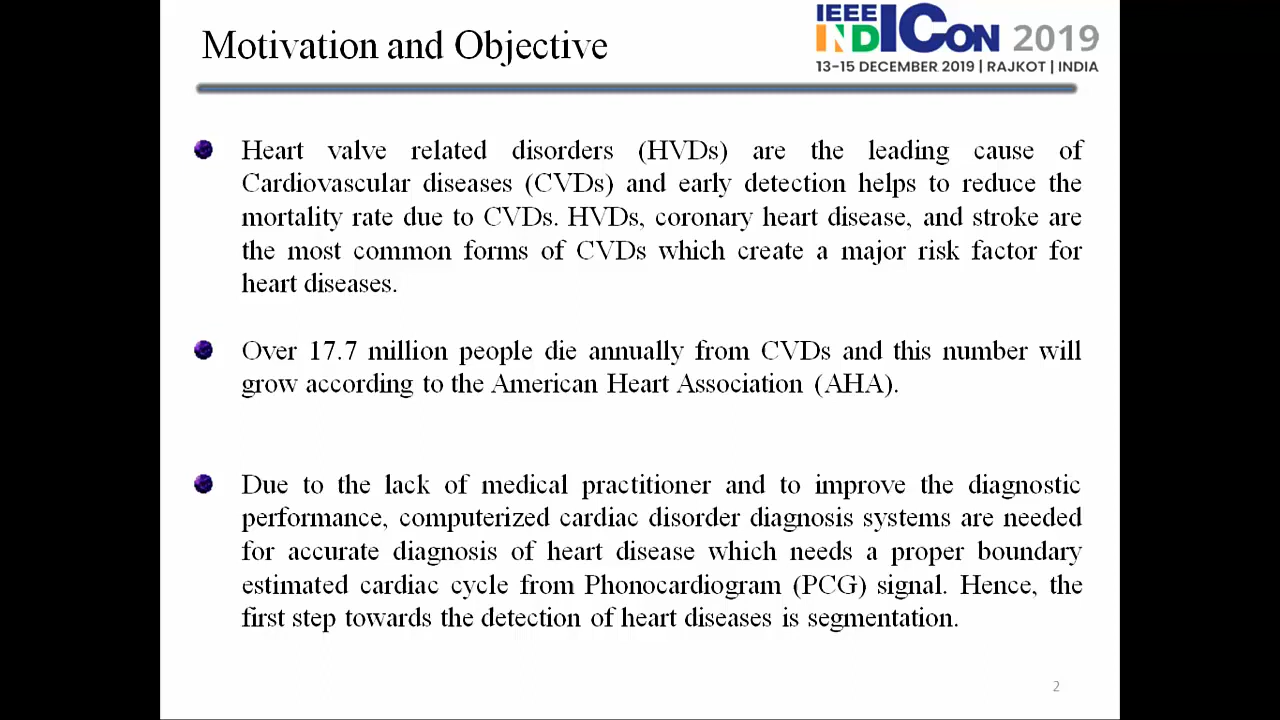 Motivation and Objective
IEEE
INDICON 2019
13-15 DECEMBER 2019 | RAJKOT | INDIA
Heart valve related disorders (HVDs) are the leading cause of
Cardiovascular diseases (CVDs) and early detection helps to reduce the
mortality rate due to CVDs. HVDs, coronary heart disease, and stroke are
the most common forms of CVDs which create a major risk factor for
heart diseases.
Over 17.7 million people die annually from CVDs and this number will
grow according to the American Heart Association (AHA).
Due to the lack of medical practitioner and to improve the diagnostic
performance, computerized cardiac disorder diagnosis systems are needed
for accurate diagnosis of heart disease which needs a proper boundary
estimated cardiac cycle from Phonocardiogram (PCG) signal. Hence, the
first step towards the detection of heart diseases is segmentation.
2